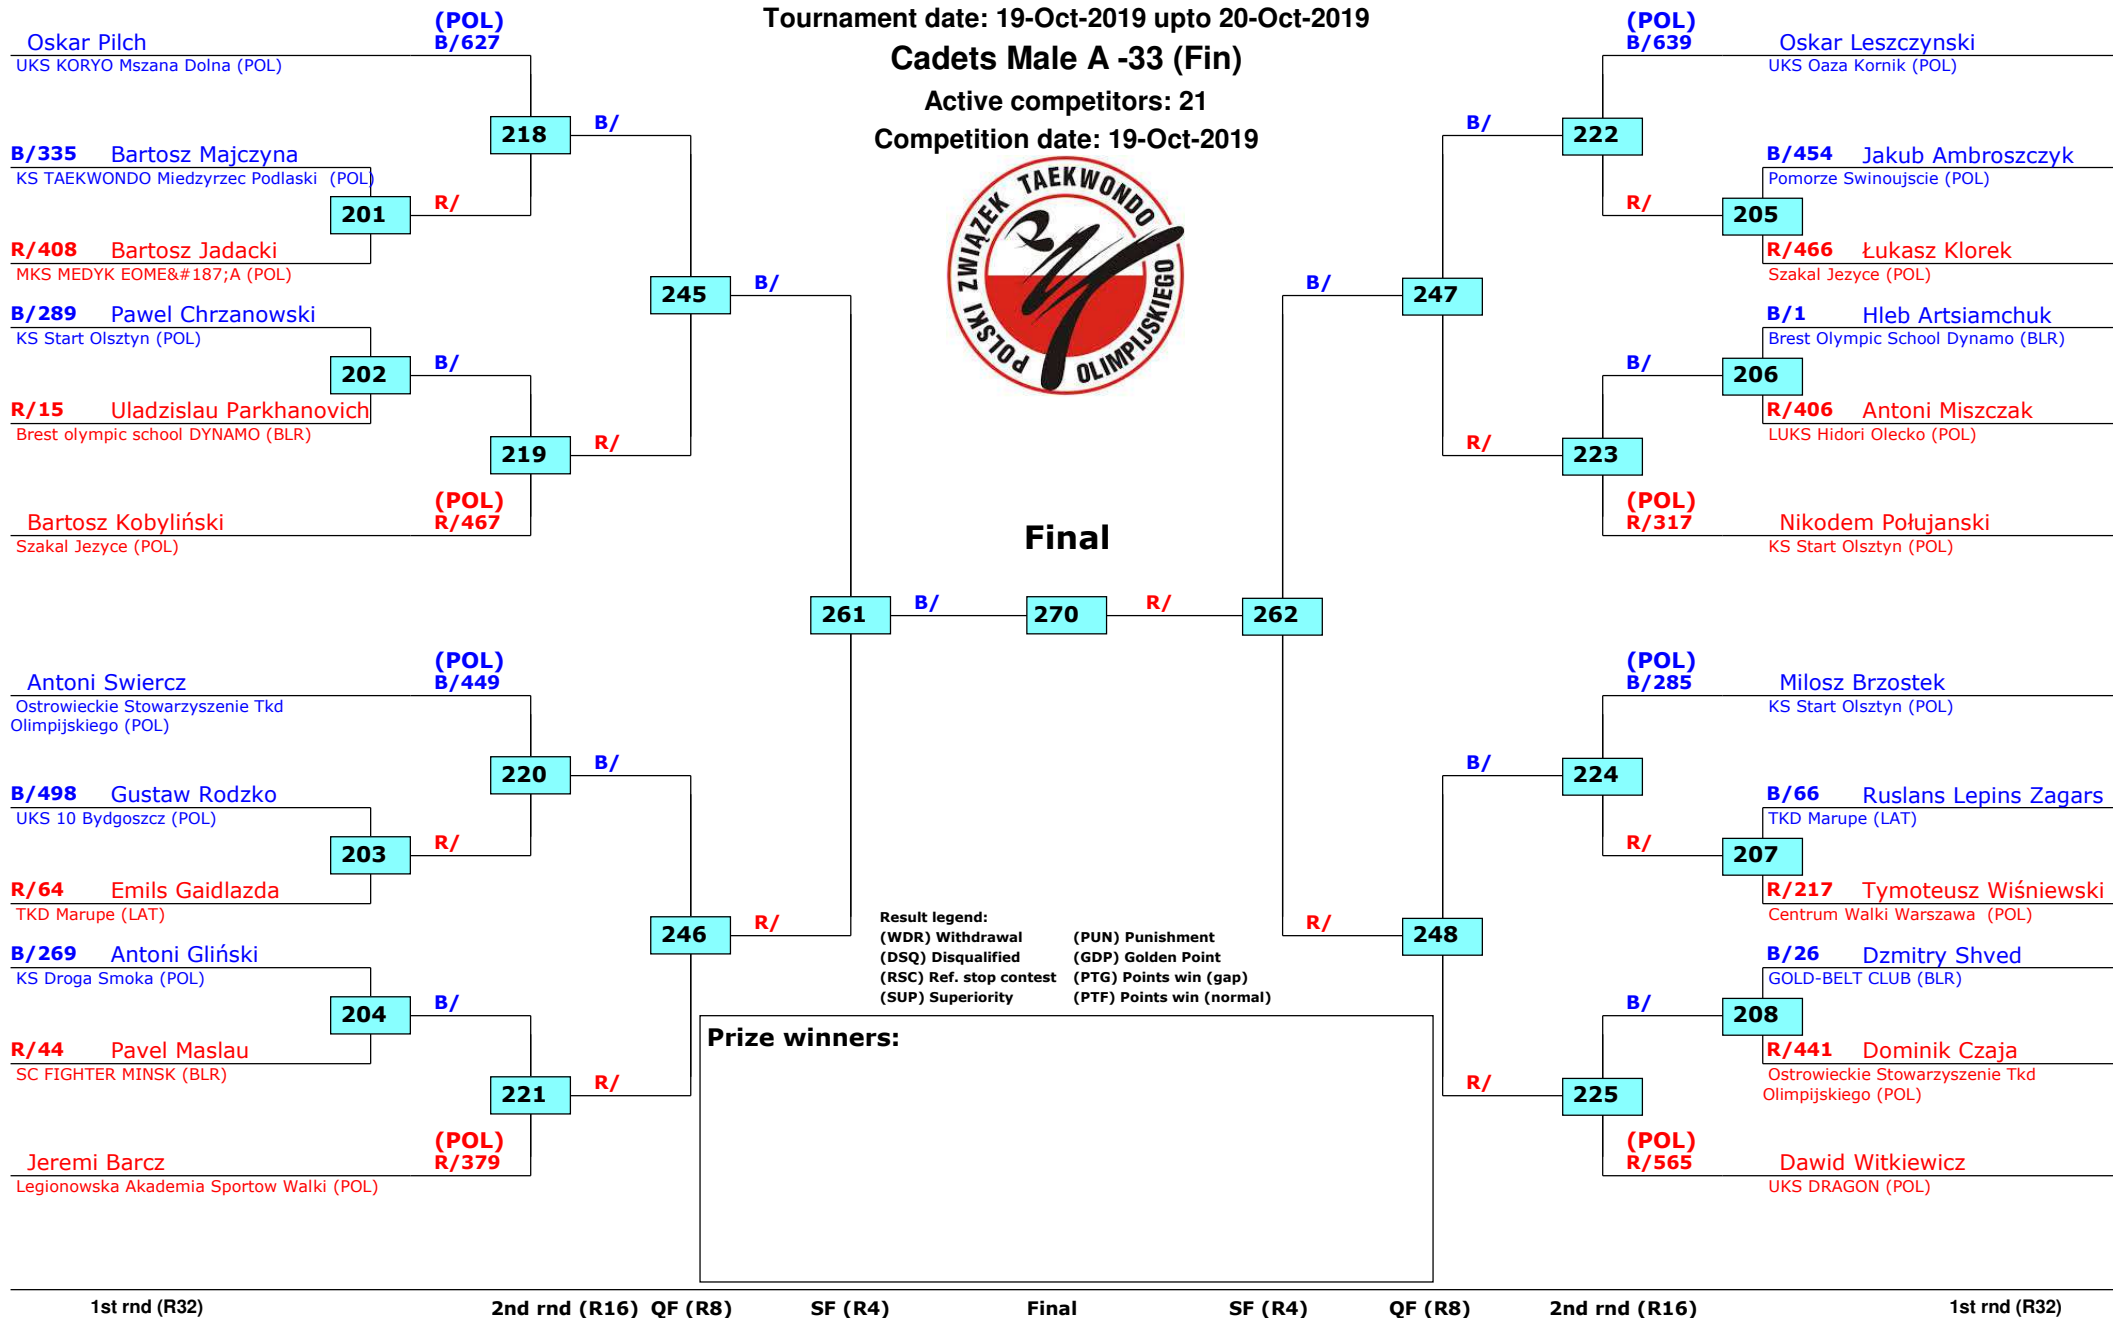 Tournament date: 19-Oct-2019 upto 20-Oct-2019
Cadets Male A -33 (Fin)
Active competitors: 21
Competition date: 19-Oct-2019
POLSKI ZWIĄZEK TAEKWONDO OLIMPIJSKIEGO
(POL)
Oskar Pilch B/627
UKS KORYO Mszana Dolna (POL)
218 B/
B/335 Bartosz Majczyna
KS TAEKWONDO Miedzyrzec Podlaski (POL)
201 R/
R/408 Bartosz Jadacki
MKS MEDYK EOME&#187;A (POL)
245 B/
B/289 Pawel Chrzanowski
KS Start Olsztyn (POL)
202 B/
R/15 Uladzislau Parkhanovich
Brest olympic school DYNAMO (BLR)
219 R/
(POL)
Bartosz Kobyliński R/467
Szakal Jezyce (POL)
261 B/
(POL)
Antoni Swiercz B/449
Ostrowieckie Stowarzyszenie Tkd
Olimpijskiego (POL)
220 B/
B/498 Gustaw Rodzko
UKS 10 Bydgoszcz (POL)
203 R/
R/64 Emils Gaidlazda
TKD Marupe (LAT)
246 R/
B/269 Antoni Gliński
KS Droga Smoka (POL)
204 B/
R/44 Pavel Maslau
SC FIGHTER MINSK (BLR)
221 R/
(POL)
Jeremi Barcz R/379
Legionowska Akademia Sportow Walki (POL)
Final
270
(POL)
B/639 Oskar Leszczynski
UKS Oaza Kornik (POL)
B/ 222
B/454 Jakub Ambroszczyk
Pomorze Swinoujscie (POL)
R/ 205
R/466 Łukasz Klorek
Szakal Jezyce (POL)
B/ 247
B/1 Hleb Artsiamchuk
Brest Olympic School Dynamo (BLR)
B/ 206
R/406 Antoni Miszczak
LUKS Hidori Olecko (POL)
R/ 223
(POL)
R/317 Nikodem Połujanski
KS Start Olsztyn (POL)
R/ 262
(POL)
B/285 Milosz Brzostek
KS Start Olsztyn (POL)
B/ 224
B/66 Ruslans Lepins Zagars
TKD Marupe (LAT)
R/ 207
R/217 Tymoteusz Wiśniewski
Centrum Walki Warszawa (POL)
R/ 248
B/26 Dzmitry Shved
GOLD-BELT CLUB (BLR)
B/ 208
R/441 Dominik Czaja
Ostrowieckie Stowarzyszenie Tkd
Olimpijskiego (POL)
R/ 225
(POL)
R/565 Dawid Witkiewicz
UKS DRAGON (POL)
Result legend:
(WDR) Withdrawal (PUN) Punishment
(DSQ) Disqualified (GDP) Golden Point
(RSC) Ref. stop contest (PTG) Points win (gap)
(SUP) Superiority (PTF) Points win (normal)
Prize winners:
1st rnd (R32) 2nd rnd (R16) QF (R8) SF (R4) Final SF (R4) QF (R8) 2nd rnd (R16) 1st rnd (R32)